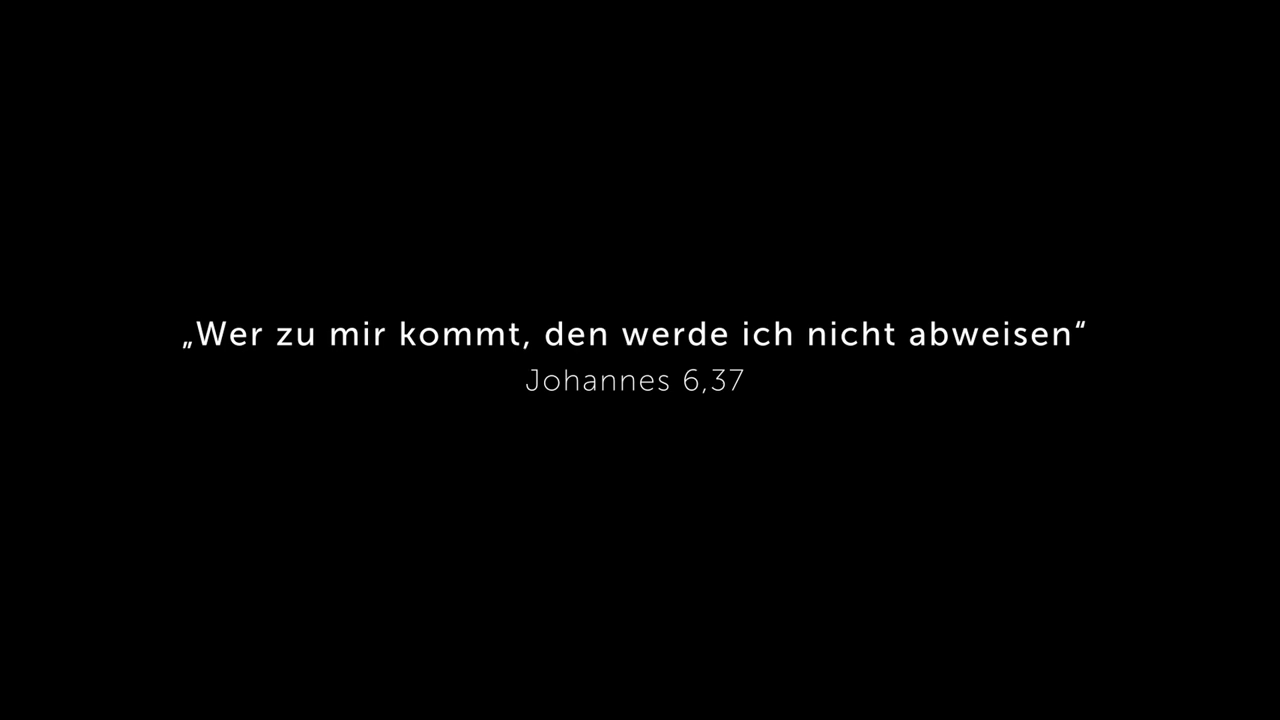 „Wer zu mir kommt, den werde ich nicht abweisen“
Johannes 6,37